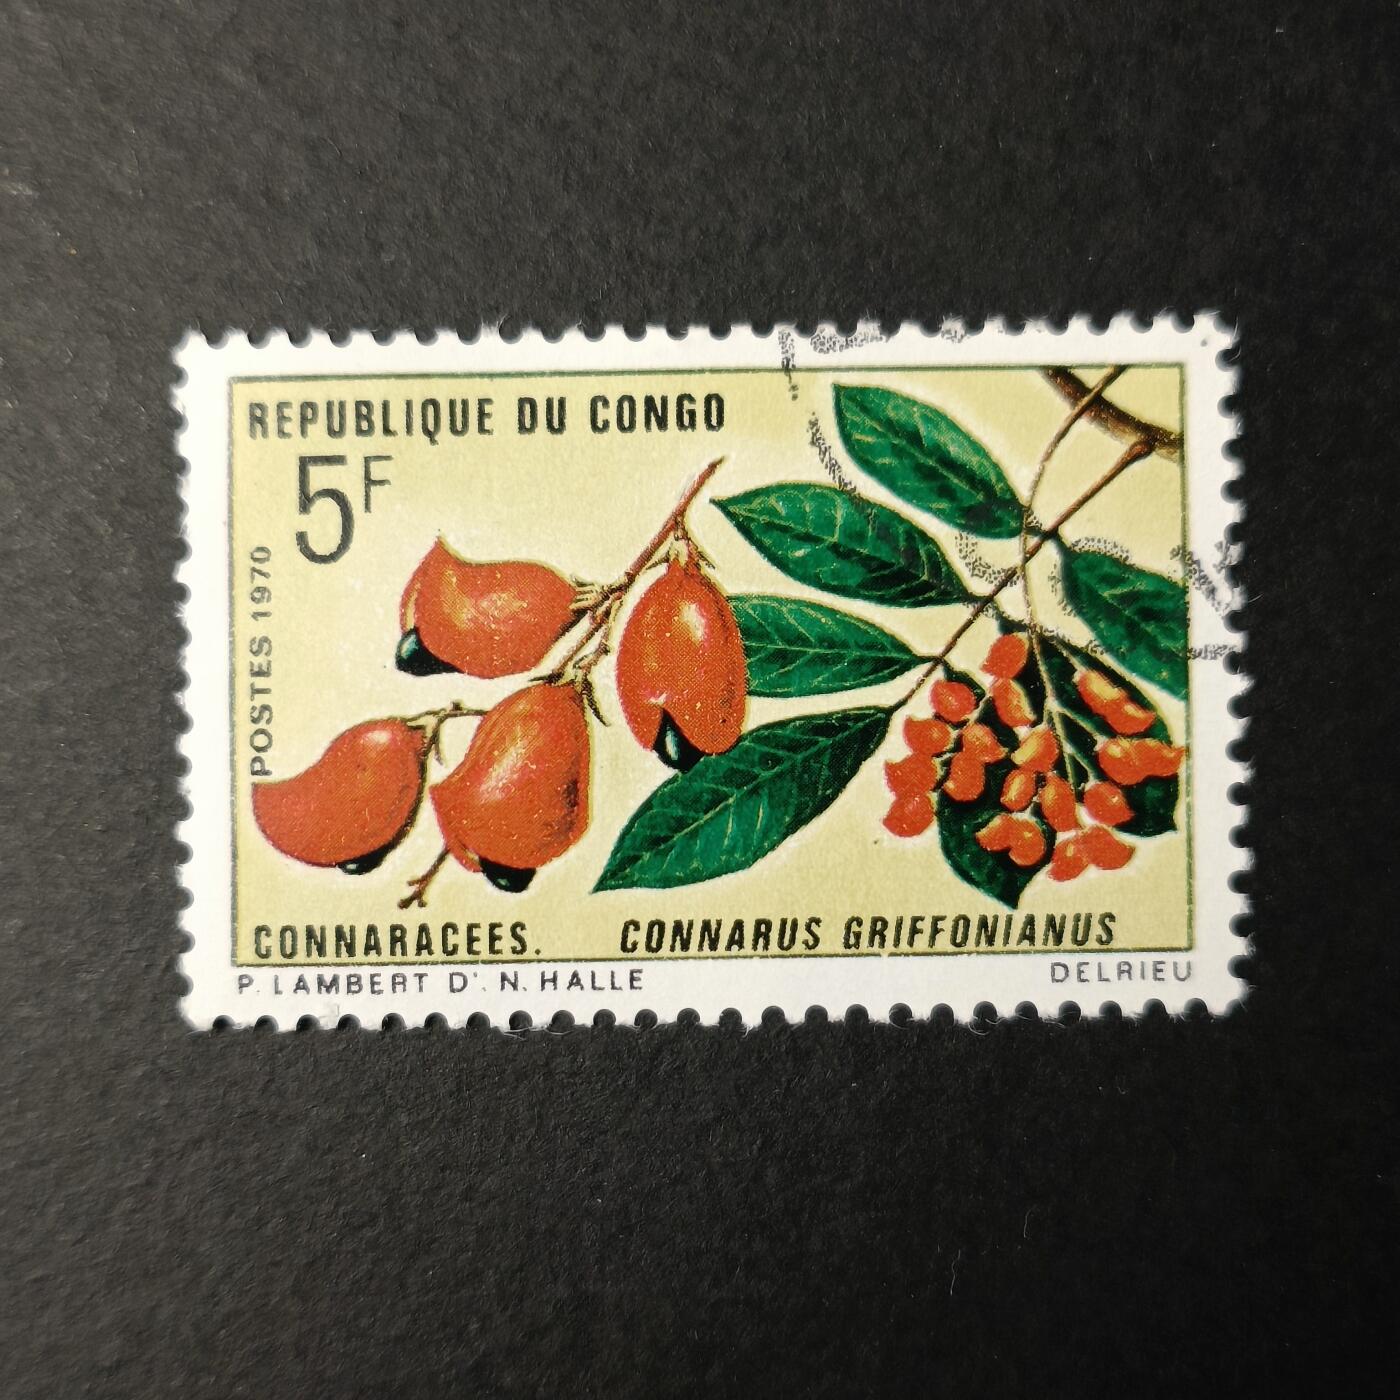 REPUBLIQUE DU CONGO
5F
POSTES 1970
CONNARACEES. CONNARUS GRIFFONIANUS
P. LAMBERT D'. N. HALLE DELRIEU